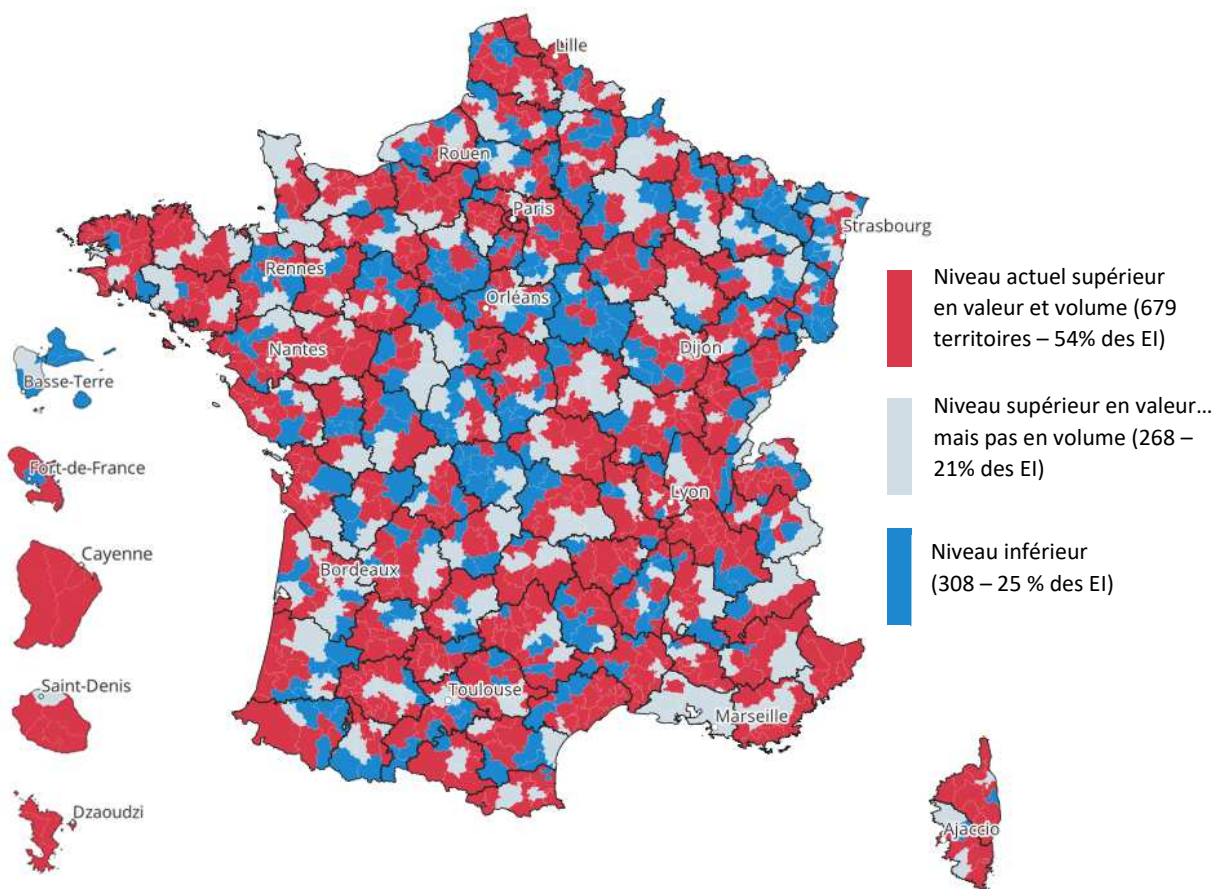 Lille
Rouen
Paris
Strasbourg
Rennes
Orléans
Nantes
Dijon
Basse-Terre
Fort-de-France
Lyon
Cayenne
Bordeaux
Saint-Denis
Toulouse
Marseille
Dzaoudzi
Ajaccio
Niveau actuel supérieur
en valeur et volume (679
territoires – 54% des EI)
Niveau supérieur en valeur…
mais pas en volume (268 –
21% des EI)
Niveau inférieur
(308 – 25 % des EI)